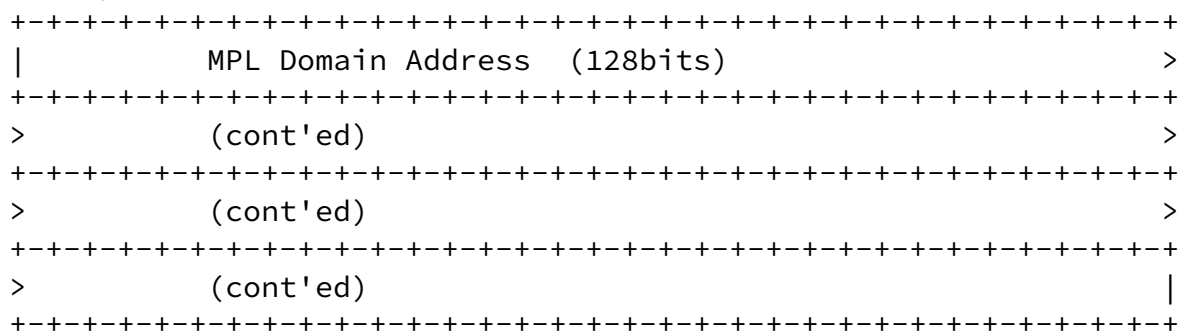 +-+-+-+-+-+-+-+-+-+-+-+-+-+-+-+-+-+-+-+-+-+-+-+-+-+-+-+-+-+-+-+-+
|          MPL Domain Address  (128bits)                        >
+-+-+-+-+-+-+-+-+-+-+-+-+-+-+-+-+-+-+-+-+-+-+-+-+-+-+-+-+-+-+-+-+
>          (cont'ed)                                            >
+-+-+-+-+-+-+-+-+-+-+-+-+-+-+-+-+-+-+-+-+-+-+-+-+-+-+-+-+-+-+-+-+
>          (cont'ed)                                            >
+-+-+-+-+-+-+-+-+-+-+-+-+-+-+-+-+-+-+-+-+-+-+-+-+-+-+-+-+-+-+-+-+
>          (cont'ed)                                            |
+-+-+-+-+-+-+-+-+-+-+-+-+-+-+-+-+-+-+-+-+-+-+-+-+-+-+-+-+-+-+-+-+